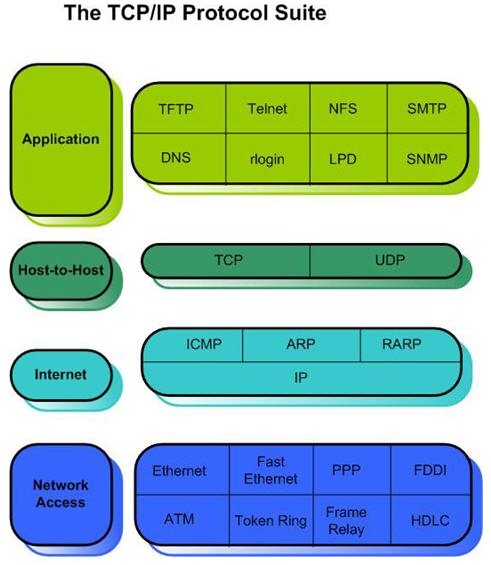 The TCP/IP Protocol Suite
Application
TFTP Telnet NFS SMTP
DNS rlogin LPD SNMP
Host-to-Host
TCP UDP
Internet
ICMP ARP RARP
IP
Network
Access
Ethernet Fast
Ethernet PPP FDDI
ATM Token Ring Frame
Relay HDLC